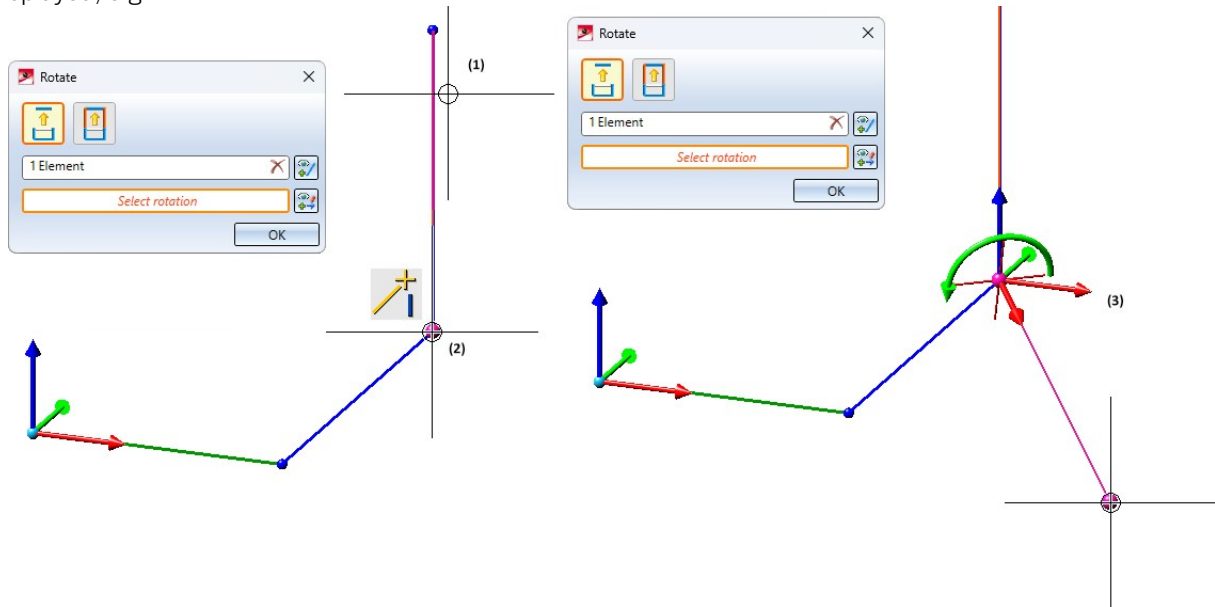 Rotate
1 Element
Select rotation
OK
(1)
(2)
Rotate
1 Element
Select rotation
OK
(3)